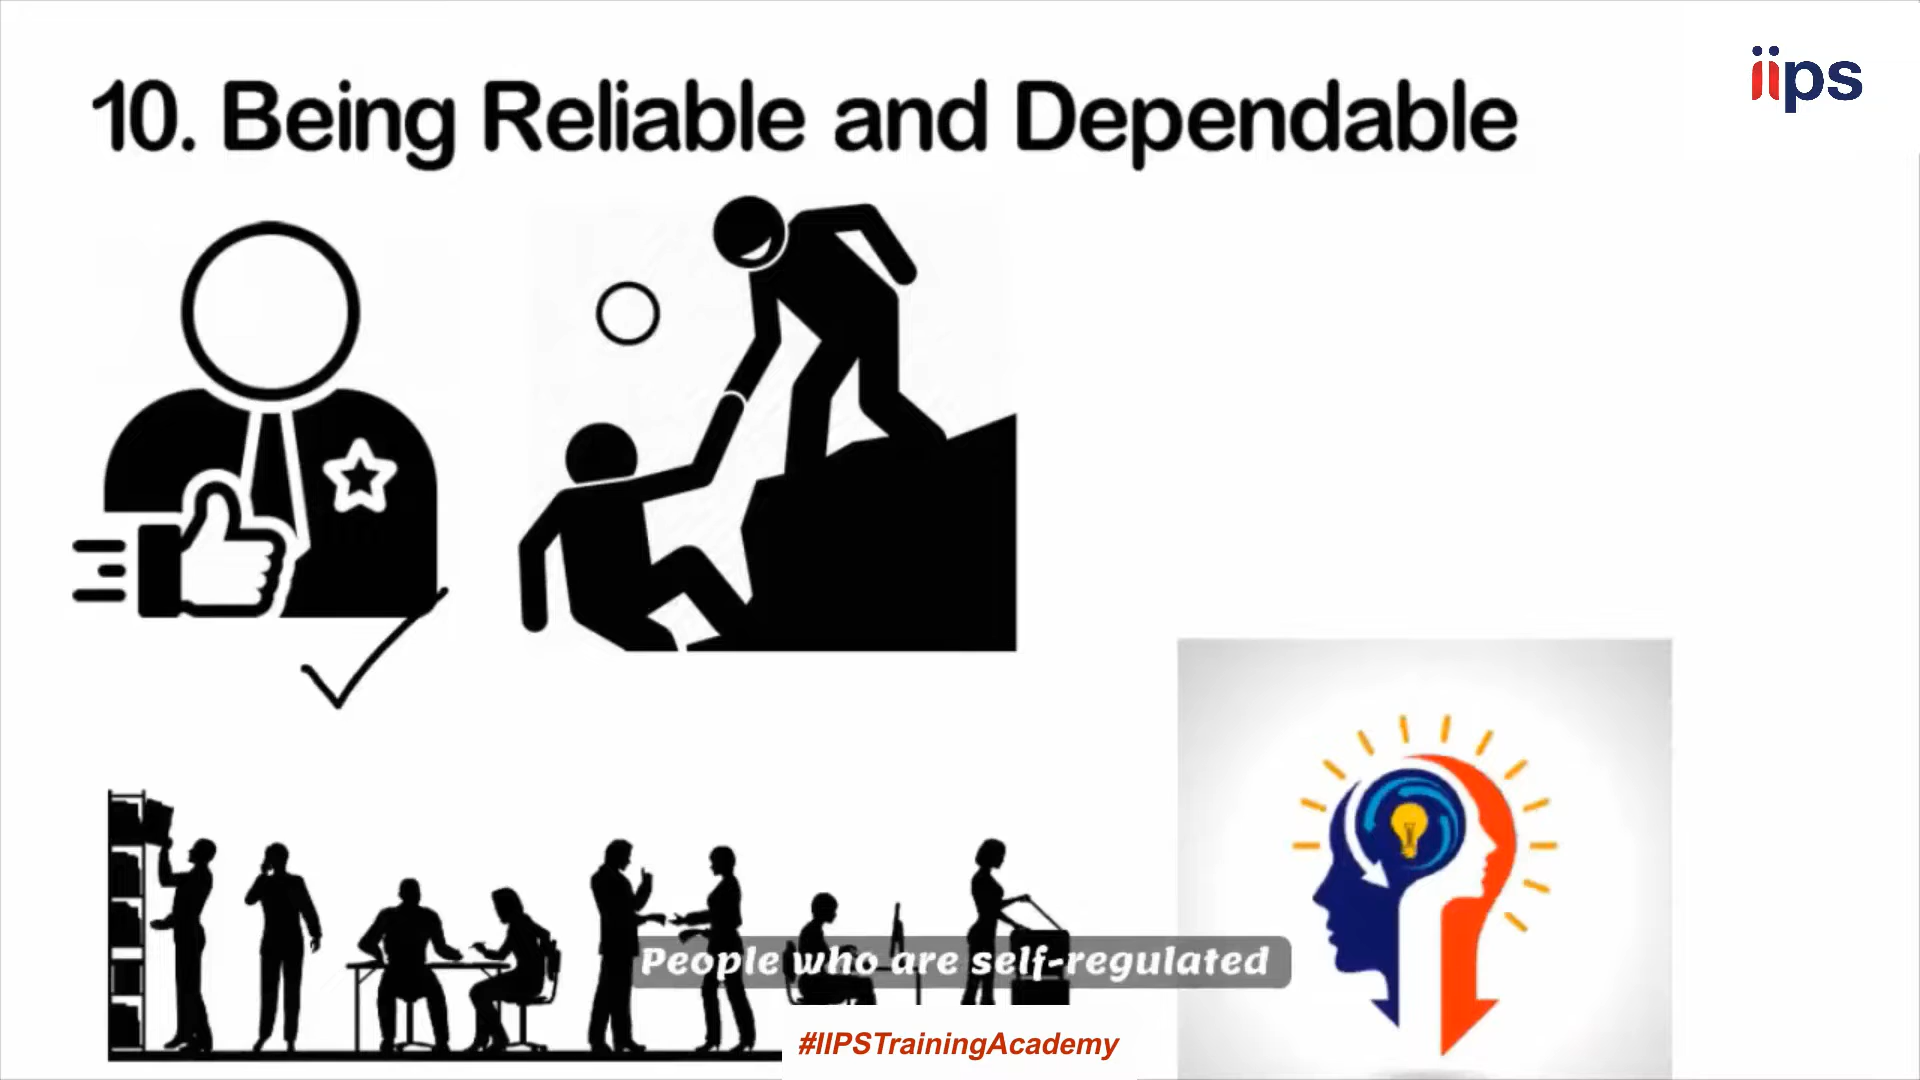 iips
10. Being Reliable and Dependable
People who are self-regulated
#IIPSTrainingAcademy